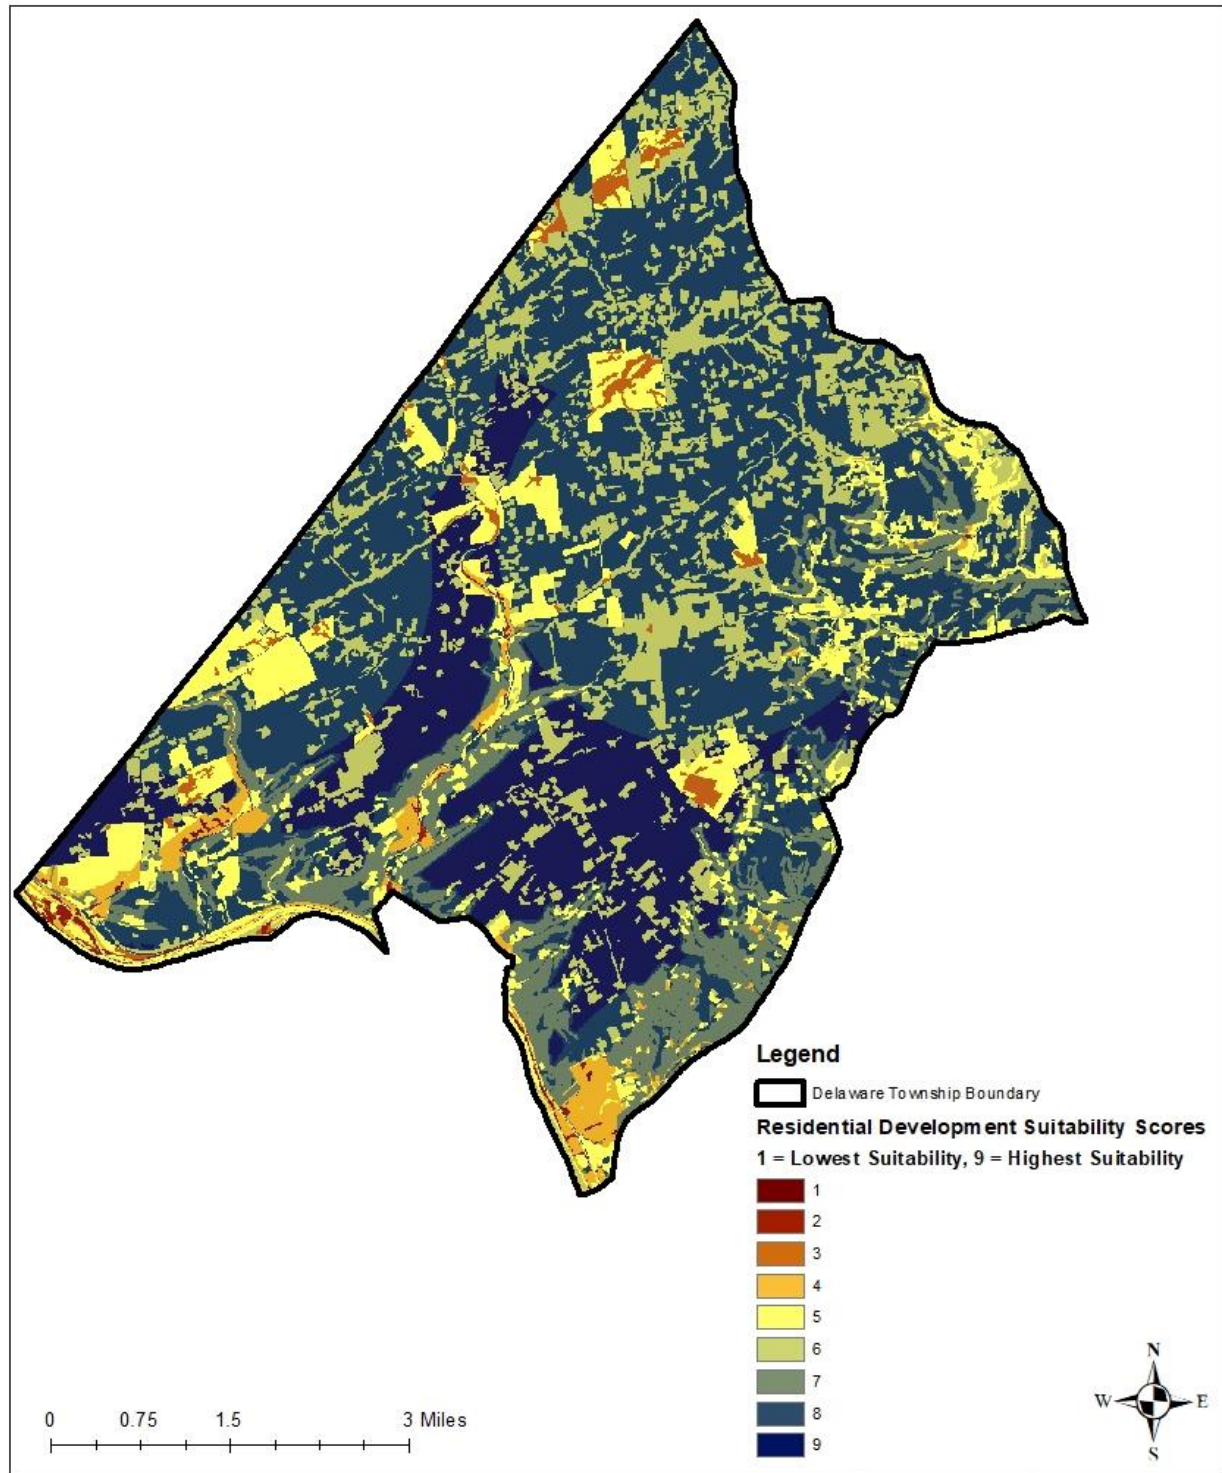 Legend
Delaware Township Boundary
Residential Development Suitability Scores
1 = Lowest Suitability, 9 = Highest Suitability
1
2
3
4
5
6
7
8
9
N
W E
S
0 0.75 1.5 3 Miles